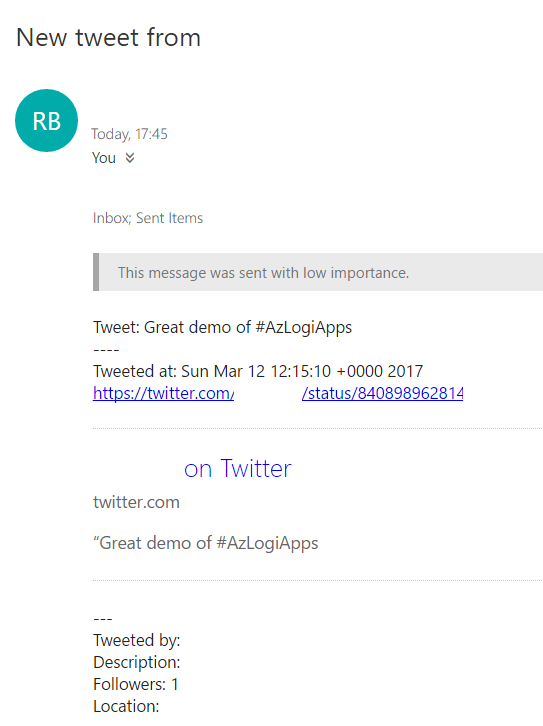 New tweet from
RB
Today, 17:45
You
Inbox; Sent Items
This message was sent with low importance.
Tweet: Great demo of #AzLogiApps
----
Tweeted at: Sun Mar 12 12:15:10 +0000 2017
https://twitter.com/ /status/840898962814
on Twitter
twitter.com
“Great demo of #AzLogiApps
---
Tweeted by:
Description:
Followers: 1
Location: